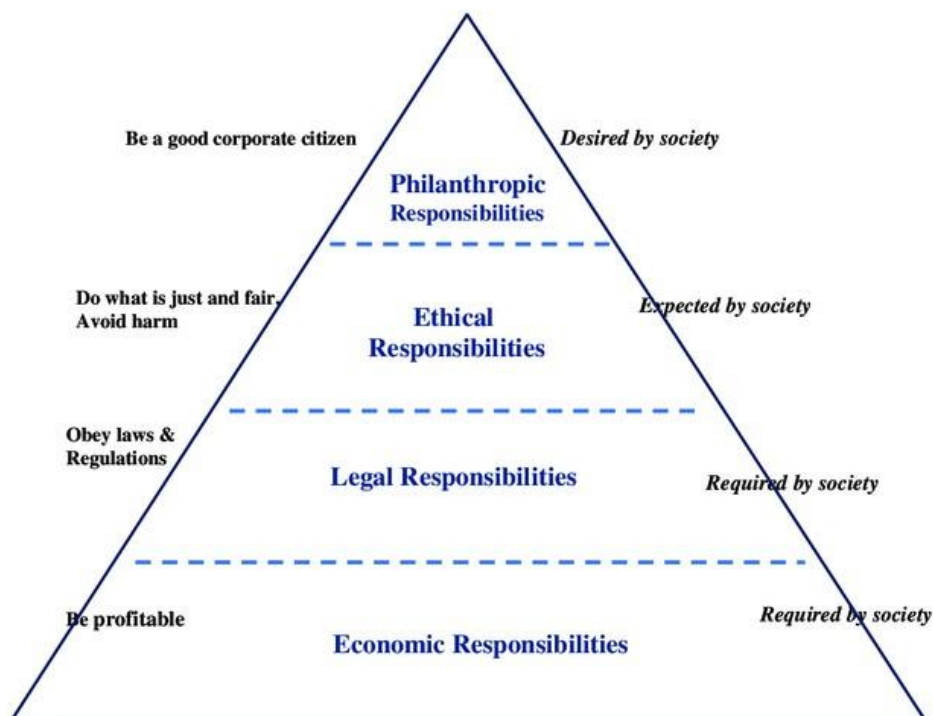 Be a good corporate citizen
Desired by society
Philanthropic
Responsibilities
Do what is just and fair,
Avoid harm
Expected by society
Ethical
Responsibilities
Obey laws &
Regulations
Legal Responsibilities
Required by society
Be profitable
Required by society
Economic Responsibilities